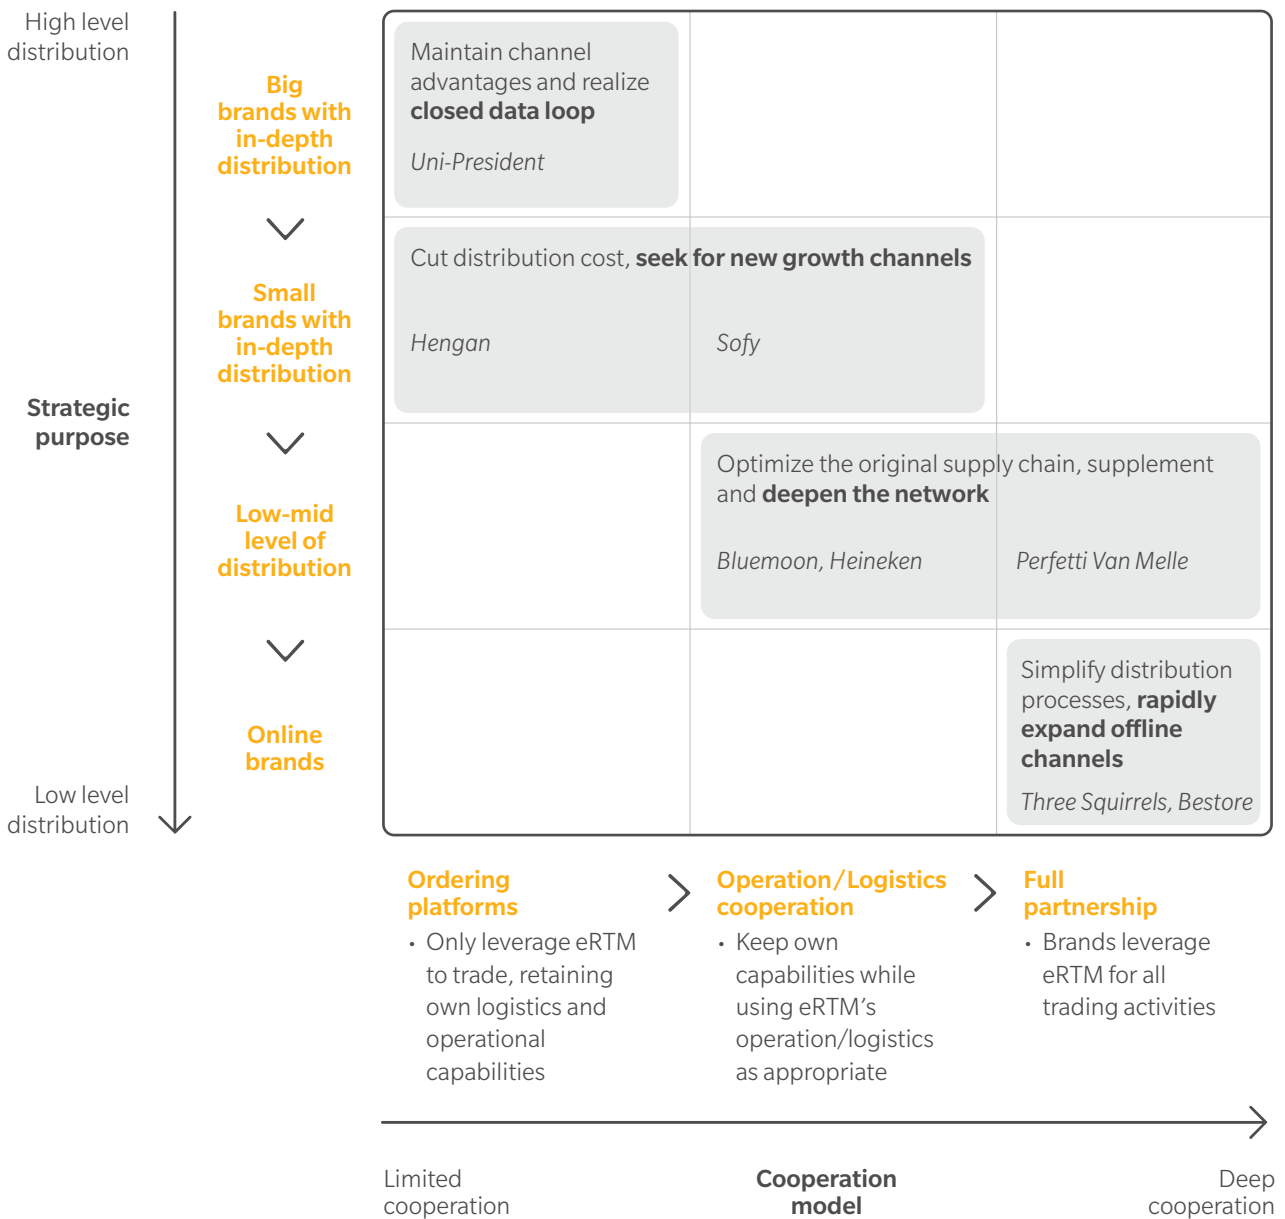 High level
distribution
Big
brands with
in-depth
distribution
Maintain channel
advantages and realize
closed data loop
Uni-President
Small
brands with
in-depth
distribution
Cut distribution cost, seek for new growth channels
Hengan
Sofy
Strategic
purpose
Low-mid
level of
distribution
Optimize the original supply chain, supplement
and deepen the network
Bluemoon, Heineken
Perfetti Van Melle
Online
brands
Simplify distribution
processes, rapidly
expand offline
channels
Three Squirrels, Bestore
Low level
distribution
Ordering
platforms
• Only leverage eRTM
to trade, retaining
own logistics and
operational
capabilities
Operation/Logistics
cooperation
• Keep own
capabilities while
using eRTM's
operation/logistics
as appropriate
Full
partnership
• Brands leverage
eRTM for all
trading activities
Limited
cooperation
Cooperation
model
Deep
cooperation